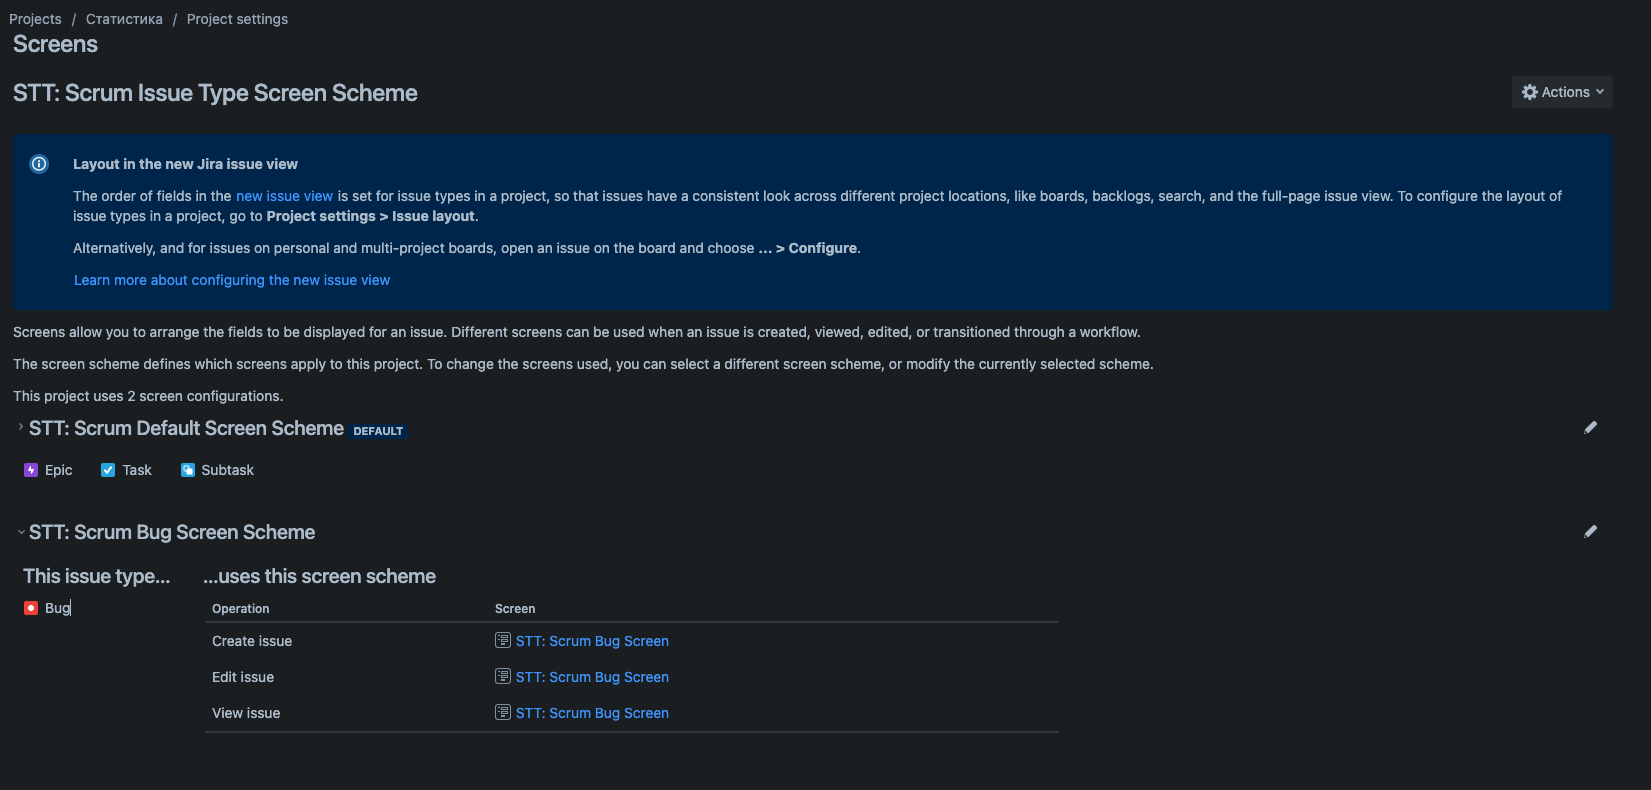 Projects / Статистика / Project settings
Screens
STT: Scrum Issue Type Screen Scheme
Actions
Layout in the new Jira issue view
The order of fields in the new issue view is set for issue types in a project, so that issues have a consistent look across different project locations, like boards, backlogs, search, and the full-page issue view. To configure the layout of
issue types in a project, go to Project settings > Issue layout.
Alternatively, and for issues on personal and multi-project boards, open an issue on the board and choose ... > Configure.
Learn more about configuring the new issue view
Screens allow you to arrange the fields to be displayed for an issue. Different screens can be used when an issue is created, viewed, edited, or transitioned through a workflow.
The screen scheme defines which screens apply to this project. To change the screens used, you can select a different screen scheme, or modify the currently selected scheme.
This project uses 2 screen configurations.
STT: Scrum Default Screen Scheme DEFAULT
Epic Task Subtask
STT: Scrum Bug Screen Scheme
This issue type... ...uses this screen scheme
Bug Operation Screen
Create issue STT: Scrum Bug Screen
Edit issue STT: Scrum Bug Screen
View issue STT: Scrum Bug Screen